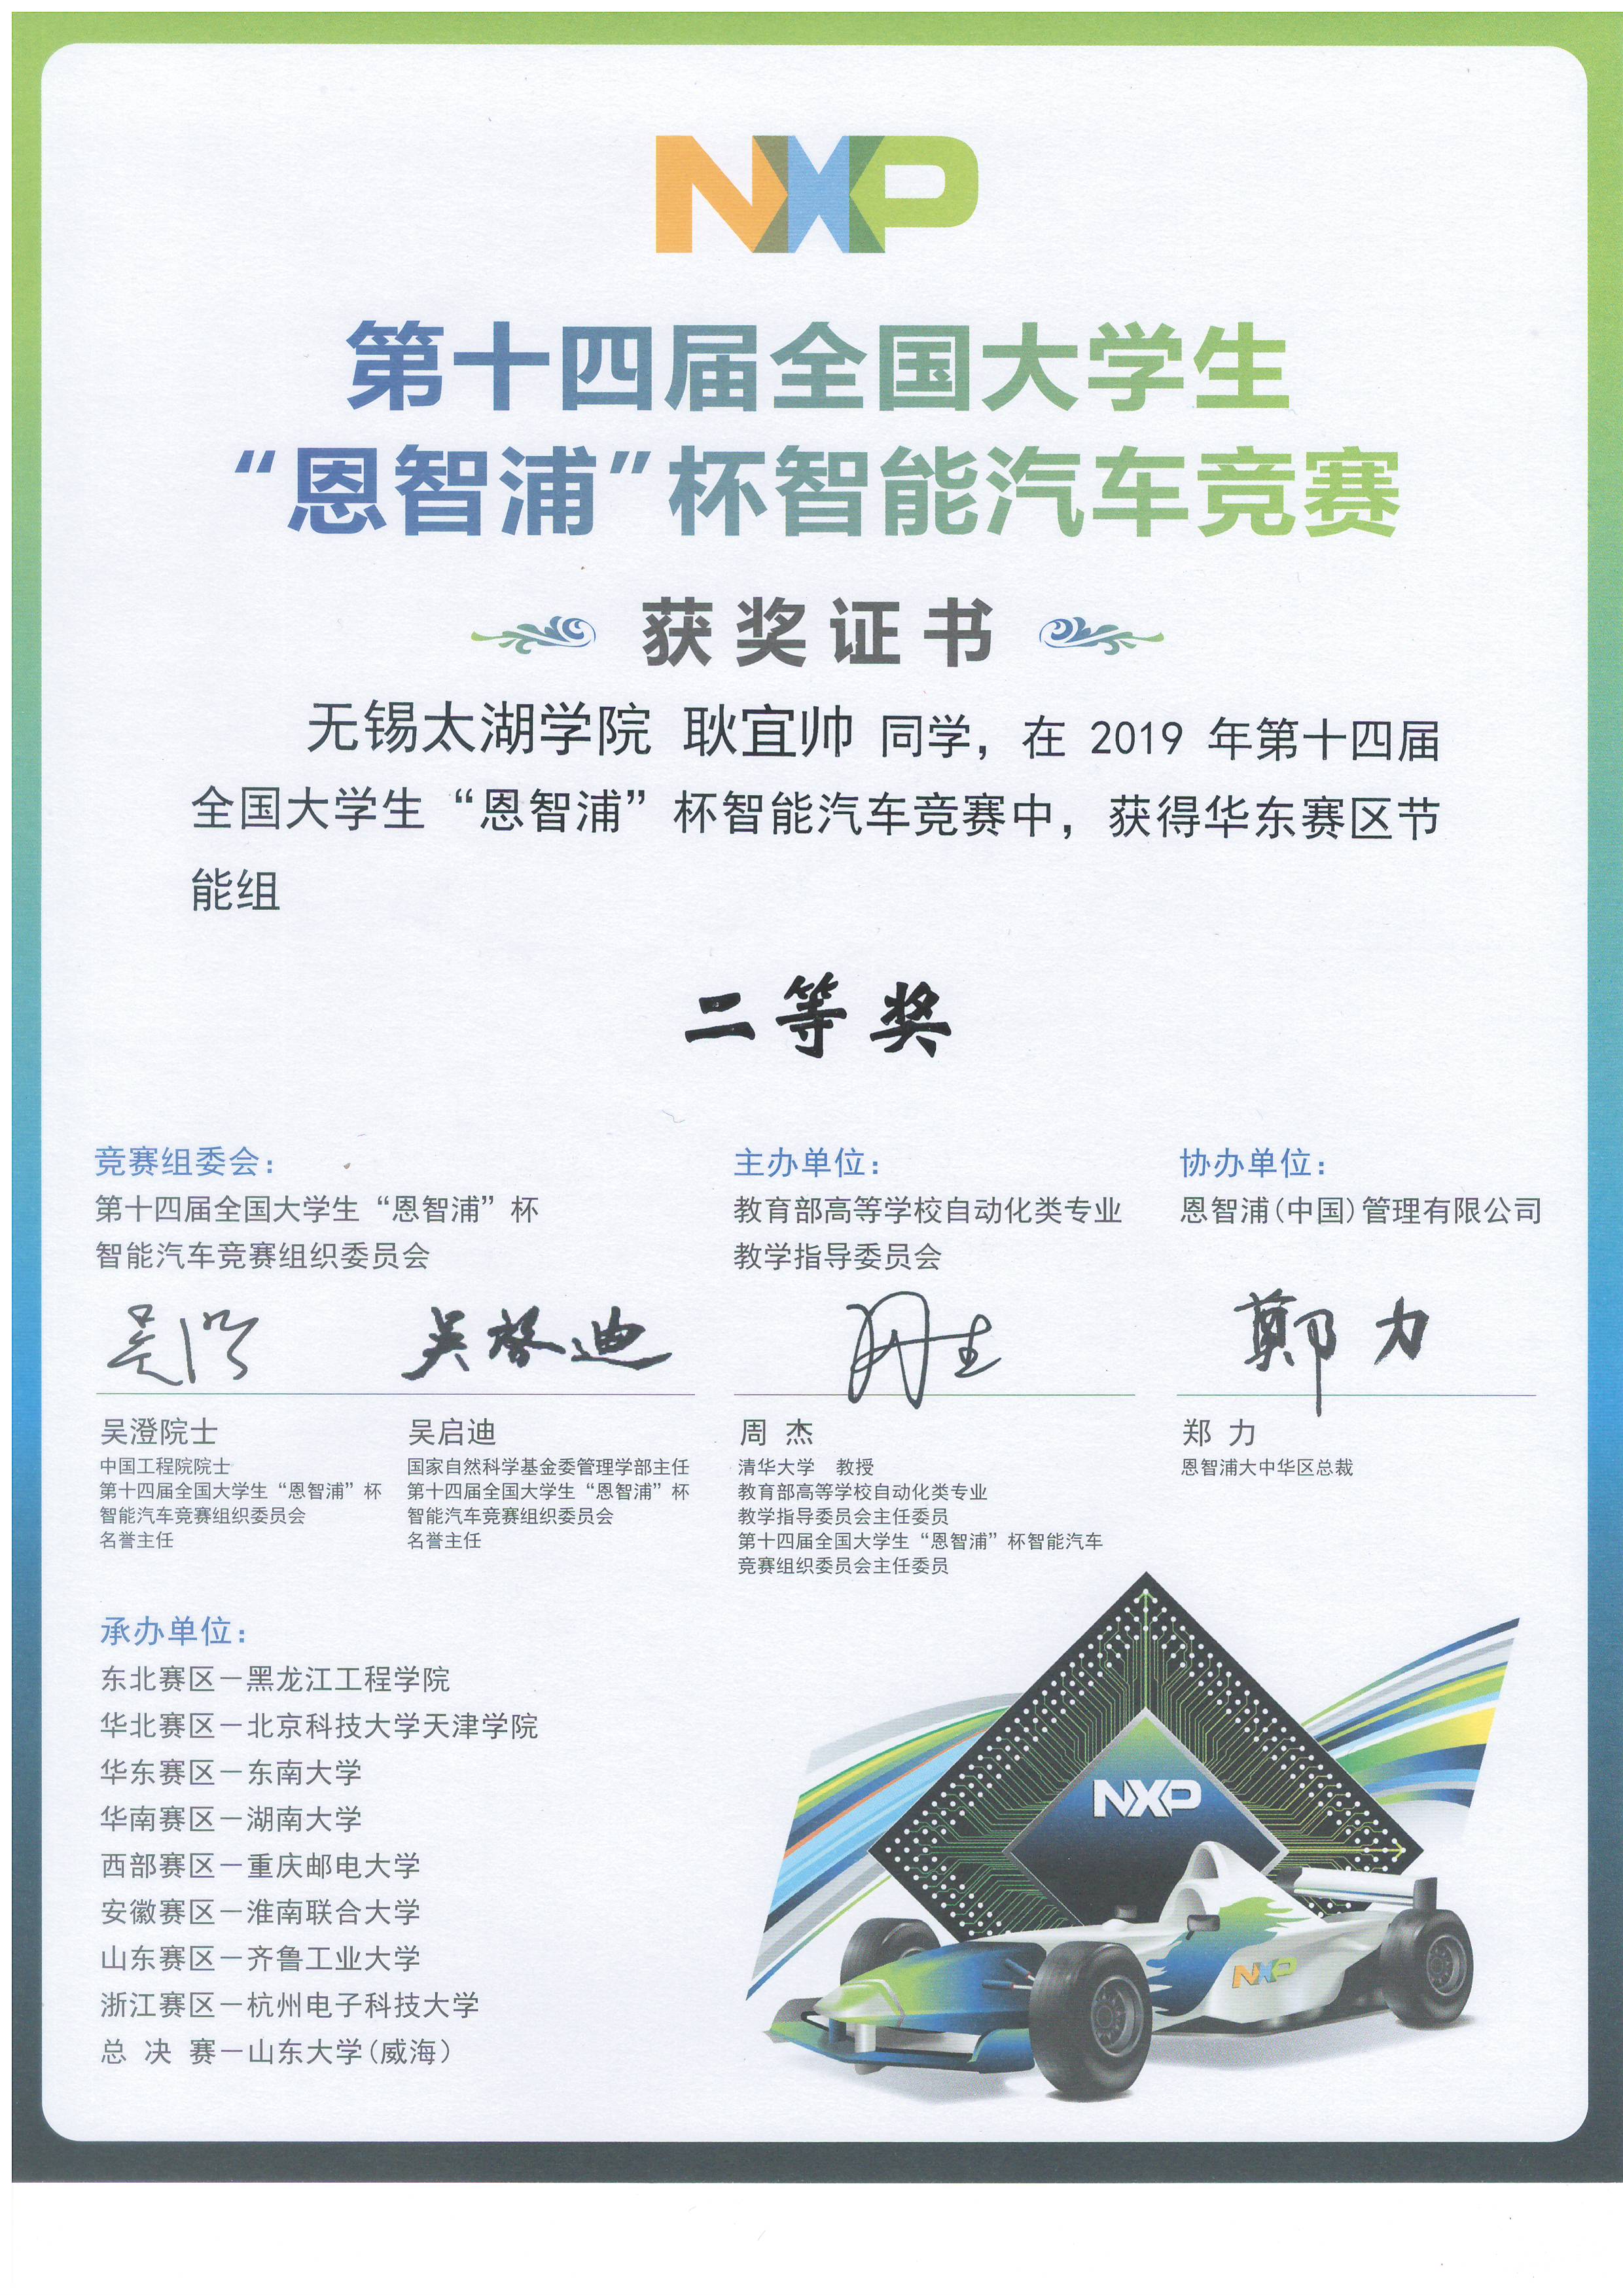 NXP
第十四届全国大学生
“恩智浦”杯智能汽车竞赛
获奖证书
无锡太湖学院 耿宜帅 同学，在 2019 年第十四届
全国大学生“恩智浦”杯智能汽车竞赛中，获得华东赛区节
能组
二等奖
竞赛组委会：
第十四届全国大学生“恩智浦”杯
智能汽车竞赛组织委员会
主办单位：
教育部高等学校自动化类专业
教学指导委员会
协办单位：
恩智浦(中国)管理有限公司
吴澄 吴启迪 周杰 鄭力
吴澄院士
中国工程院院士
第十四届全国大学生“恩智浦”杯
智能汽车竞赛组织委员会
名誉主任
吴启迪
国家自然科学基金委管理学部主任
第十四届全国大学生“恩智浦”杯
智能汽车竞赛组织委员会
名誉主任
周 杰
清华大学 教授
教育部高等学校自动化类专业
教学指导委员会主任委员
第十四届全国大学生“恩智浦”杯智能汽车
竞赛组织委员会主任委员
郑 力
恩智浦大中华区总裁
承办单位：
东北赛区－黑龙江工程学院
华北赛区－北京科技大学天津学院
华东赛区－东南大学
华南赛区－湖南大学
西部赛区－重庆邮电大学
安徽赛区－淮南联合大学
山东赛区－齐鲁工业大学
浙江赛区－杭州电子科技大学
总 决 赛－山东大学(威海)
NXP
NXP